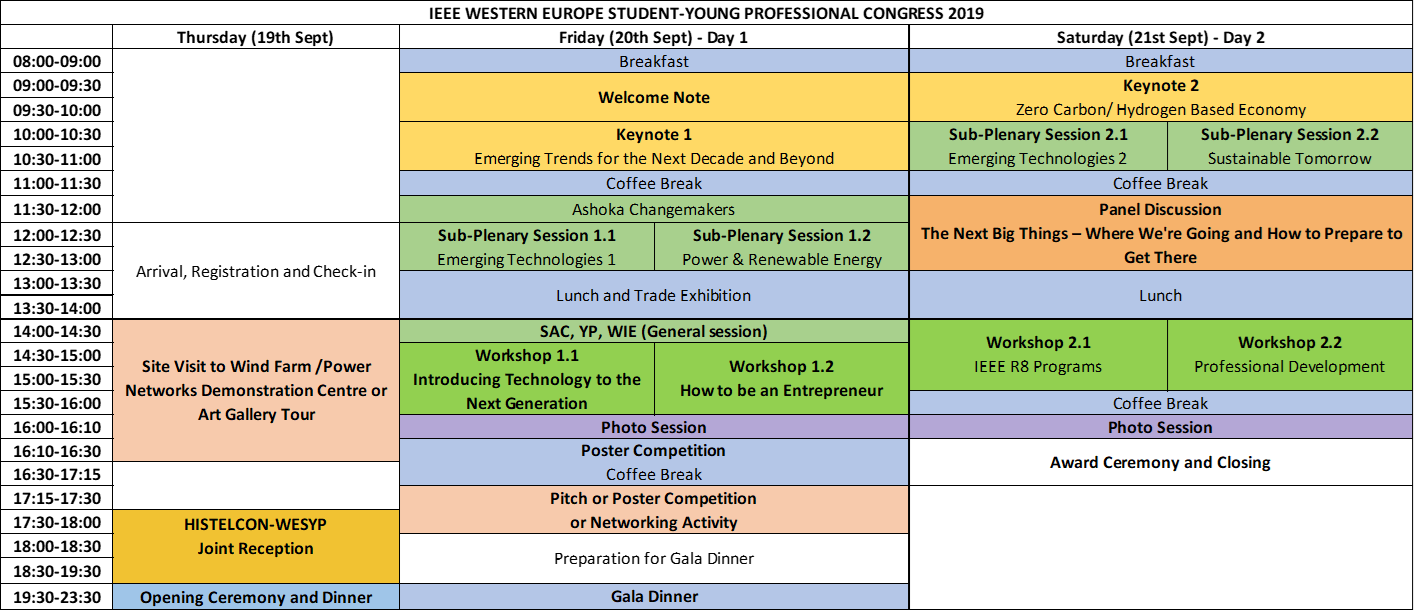 IEEE WESTERN EUROPE STUDENT-YOUNG PROFESSIONAL CONGRESS 2019
Thursday (19th Sept)
Friday (20th Sept) - Day 1
Saturday (21st Sept) - Day 2
08:00-09:00
Breakfast
Breakfast
09:00-09:30
Welcome Note
Keynote 2
09:30-10:00
Zero Carbon/ Hydrogen Based Economy
10:00-10:30
Keynote 1
Sub-Plenary Session 2.1
Sub-Plenary Session 2.2
10:30-11:00
Emerging Trends for the Next Decade and Beyond
Emerging Technologies 2
Sustainable Tomorrow
11:00-11:30
Coffee Break
Coffee Break
11:30-12:00
Ashoka Changemakers
Panel Discussion
12:00-12:30
Arrival, Registration and Check-in
Sub-Plenary Session 1.1
Sub-Plenary Session 1.2
The Next Big Things – Where We're Going and How to Prepare to
12:30-13:00
Emerging Technologies 1
Power & Renewable Energy
Get There
13:00-13:30
Lunch and Trade Exhibition
Lunch
13:30-14:00
14:00-14:30
SAC, YP, WIE (General session)
14:30-15:00
Site Visit to Wind Farm /Power
Networks Demonstration Centre or
Art Gallery Tour
Workshop 1.1
Introducing Technology to the
Next Generation
Workshop 1.2
How to be an Entrepreneur
Workshop 2.1
IEEE R8 Programs
Workshop 2.2
Professional Development
15:00-15:30
15:30-16:00
Coffee Break
16:00-16:10
Photo Session
Photo Session
16:10-16:30
Poster Competition
Award Ceremony and Closing
16:30-17:15
Coffee Break
17:15-17:30
Pitch or Poster Competition
17:30-18:00
HISTELCON-WESYP
or Networking Activity
18:00-18:30
Joint Reception
Preparation for Gala Dinner
18:30-19:30
19:30-23:30
Opening Ceremony and Dinner
Gala Dinner